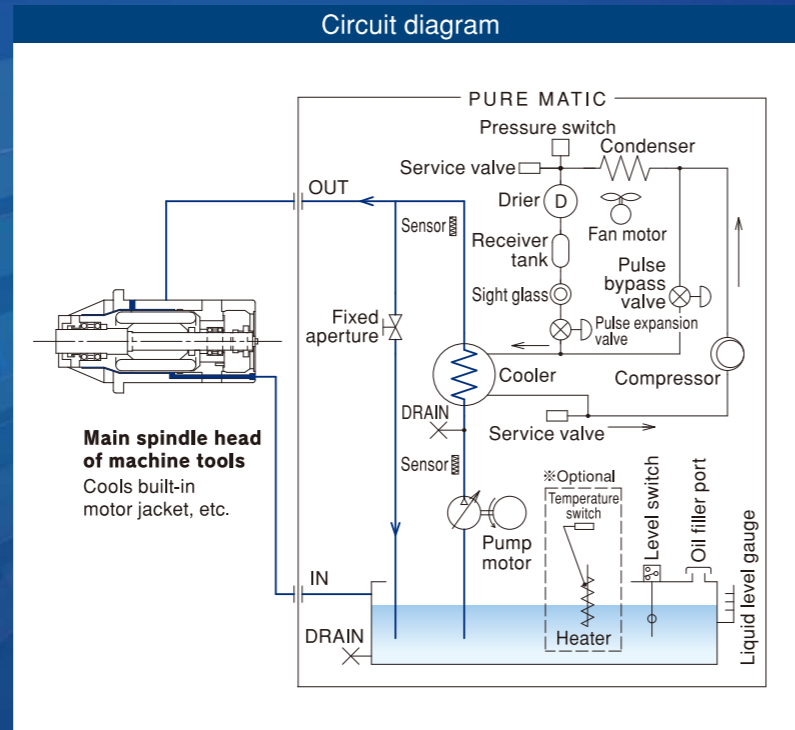 Circuit diagram
PURE MATIC
Pressure switch
Condenser
Service valve
OUT
Drier
D
Sensor
Fan motor
Receiver
tank
Pulse
bypass
valve
Sight glass
Fixed
aperture
Pulse expansion
valve
Cooler
Compressor
DRAIN
Service valve
Main spindle head
of machine tools
Cools built-in
motor jacket, etc.
Sensor
※Optional
Temperature
switch
Level switch
Oil filler port
Pump
motor
IN
Liquid level gauge
DRAIN
Heater